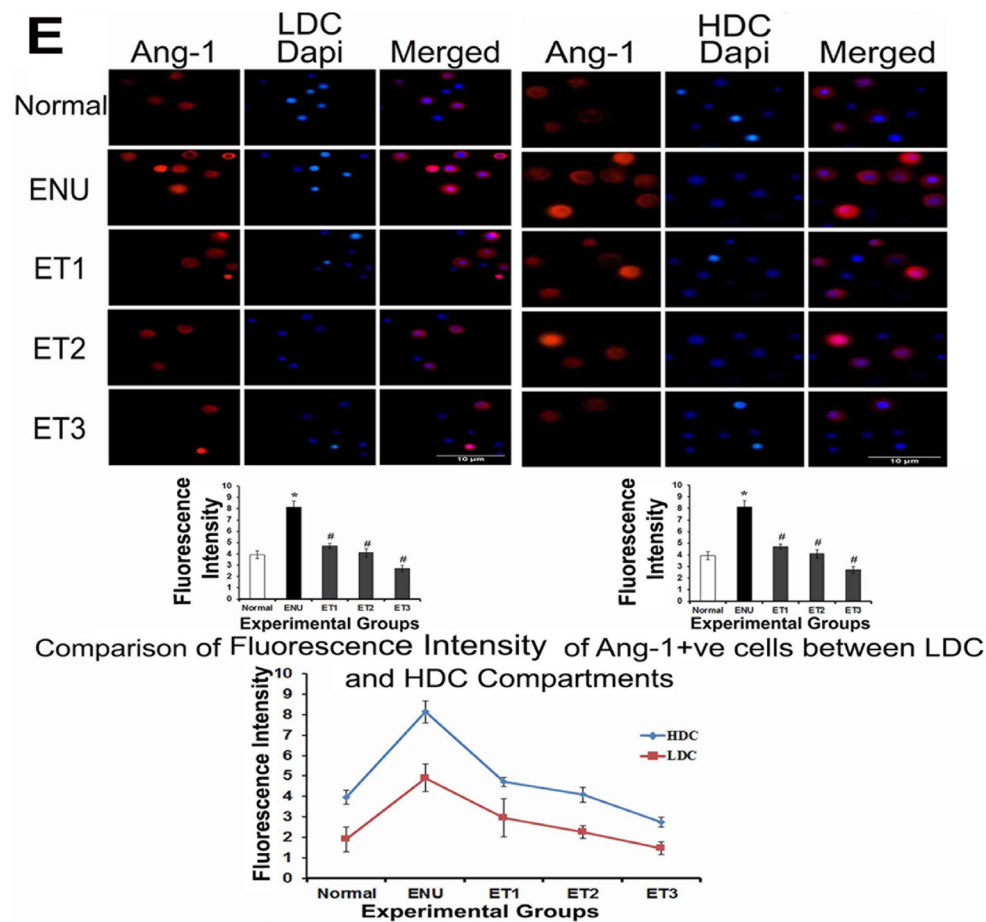 E
LDC
HDC
Ang-1 Dapi Merged
Ang-1 Dapi Merged
Normal
ENU
ET1
ET2
ET3
10 µm
10 µm
Fluorescence
Intensity
10
9
8
7
6
5
4
3
2
1
0
*
#
#
#
Normal ENU ET1 ET2 ET3
Experimental Groups
Fluorescence
Intensity
10
9
8
7
6
5
4
3
2
1
0
*
#
#
#
Normal ENU ET1 ET2 ET3
Experimental Groups
Comparison of Fluorescence Intensity of Ang-1+ve cells between LDC
and HDC Compartments
Fluorescence Intensity
10
9
8
7
6
5
4
3
2
1
0
HDC
LDC
Normal ENU ET1 ET2 ET3
Experimental Groups